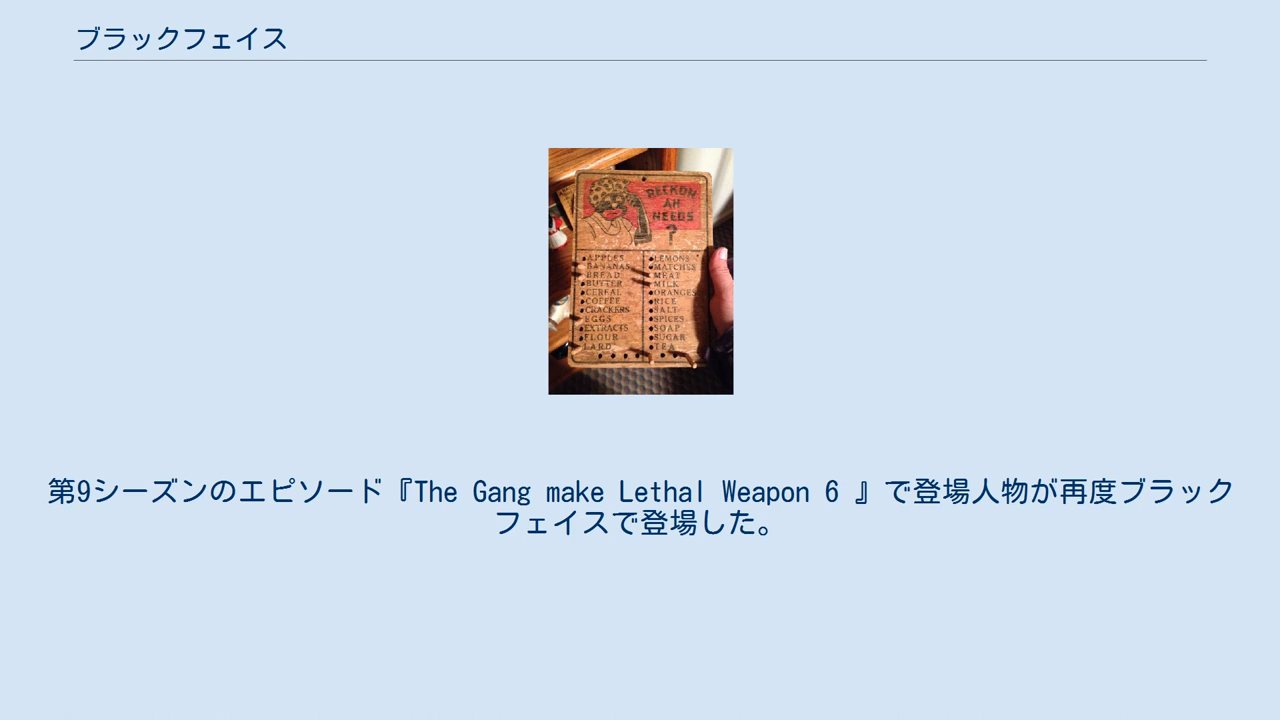 ブラックフェイス
RECKON
AH
NEEDS
?
APPLES
BANANAS
BREAD
BUTTER
CEREAL
COFFEE
CRACKERS
EGGS
EXTRACTS
FLOUR
LARD
LEMONS
MATCHES
MEAT
MILK
ORANGES
RICE
SALT
SPICES
SOAP
SUGAR
TEA
第9シーズンのエピソード『The Gang make Lethal Weapon 6 』で登場人物が再度ブラック
フェイスで登場した。